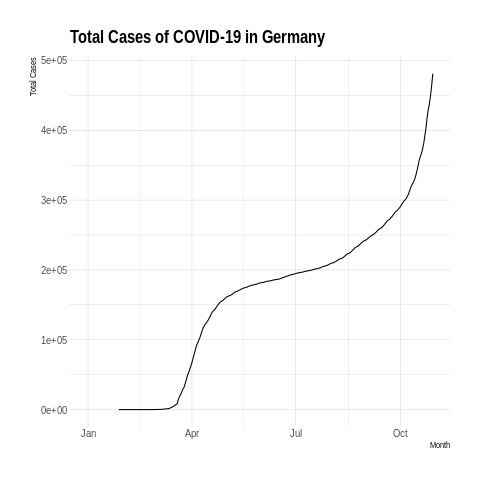 Total Cases of COVID-19 in Germany
Total Cases
5e+05
4e+05
3e+05
2e+05
1e+05
0e+00
Jan Apr Jul Oct
Month